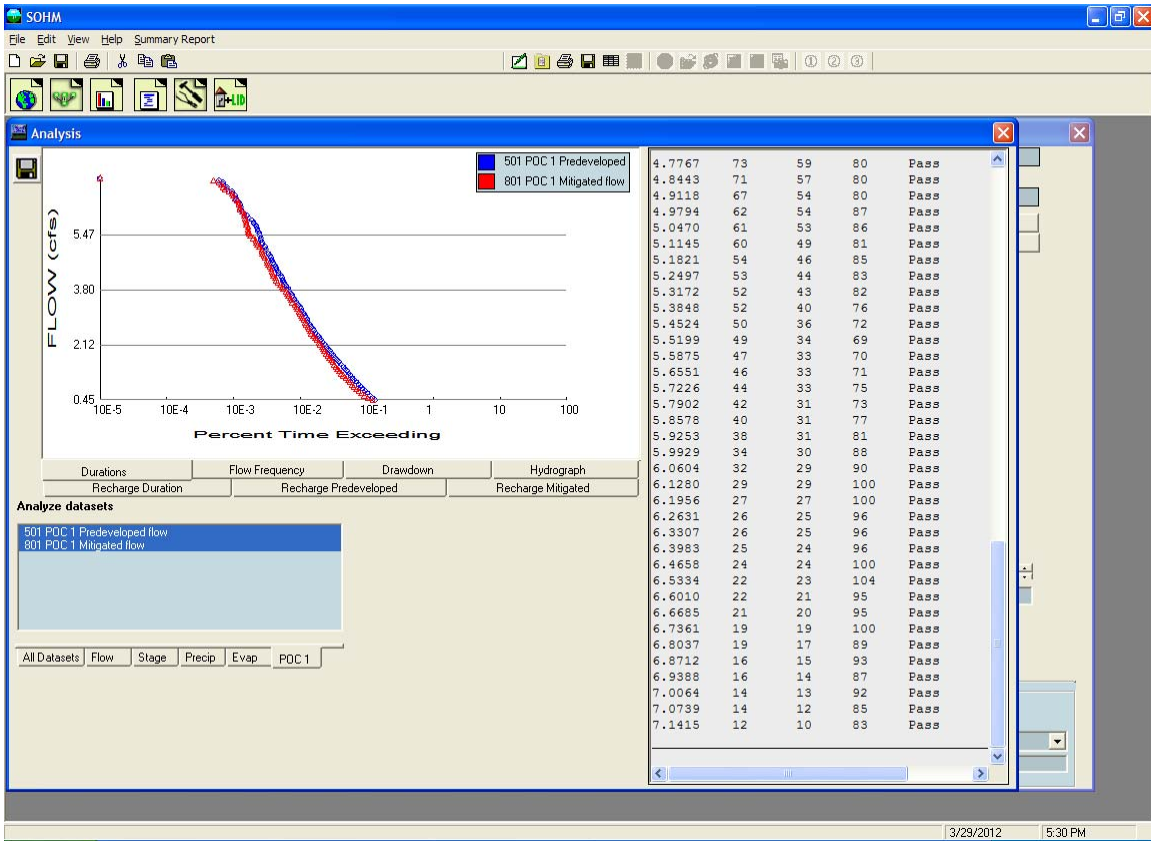 SOHM
File Edit View Help Summary Report
① ② ③
+LID
Analysis
501 POC 1 Predeveloped
801 POC 1 Mitigated flow
FLOW (cfs)
5.47
3.80
2.12
0.45
10E-5 10E-4 10E-3 10E-2 10E-1 1 10 100
Percent Time Exceeding
Durations Flow Frequency Drawdown Hydrograph
Recharge Duration Recharge Predeveloped Recharge Mitigated
Analyze datasets
501 POC 1 Predeveloped flow
801 POC 1 Mitigated flow
All Datasets Flow Stage Precip Evap POC 1
4.7767 73 59 80 Pass
4.8443 71 57 80 Pass
4.9118 67 54 80 Pass
4.9794 62 54 87 Pass
5.0470 61 53 86 Pass
5.1145 60 49 81 Pass
5.1821 54 46 85 Pass
5.2497 53 44 83 Pass
5.3172 52 43 82 Pass
5.3848 52 40 76 Pass
5.4524 50 36 72 Pass
5.5199 49 34 69 Pass
5.5875 47 33 70 Pass
5.6551 46 33 71 Pass
5.7226 44 33 75 Pass
5.7902 42 31 73 Pass
5.8578 40 31 77 Pass
5.9253 38 31 81 Pass
5.9929 34 30 88 Pass
6.0604 32 29 90 Pass
6.1280 29 29 100 Pass
6.1956 27 27 100 Pass
6.2631 26 25 96 Pass
6.3307 26 25 96 Pass
6.3983 25 24 96 Pass
6.4658 24 24 100 Pass
6.5334 22 23 104 Pass
6.6010 22 21 95 Pass
6.6685 21 20 95 Pass
6.7361 19 19 100 Pass
6.8037 19 17 89 Pass
6.8712 16 15 93 Pass
6.9388 16 14 87 Pass
7.0064 14 13 92 Pass
7.0739 14 12 85 Pass
7.1415 12 10 83 Pass
3/29/2012 5:30 PM